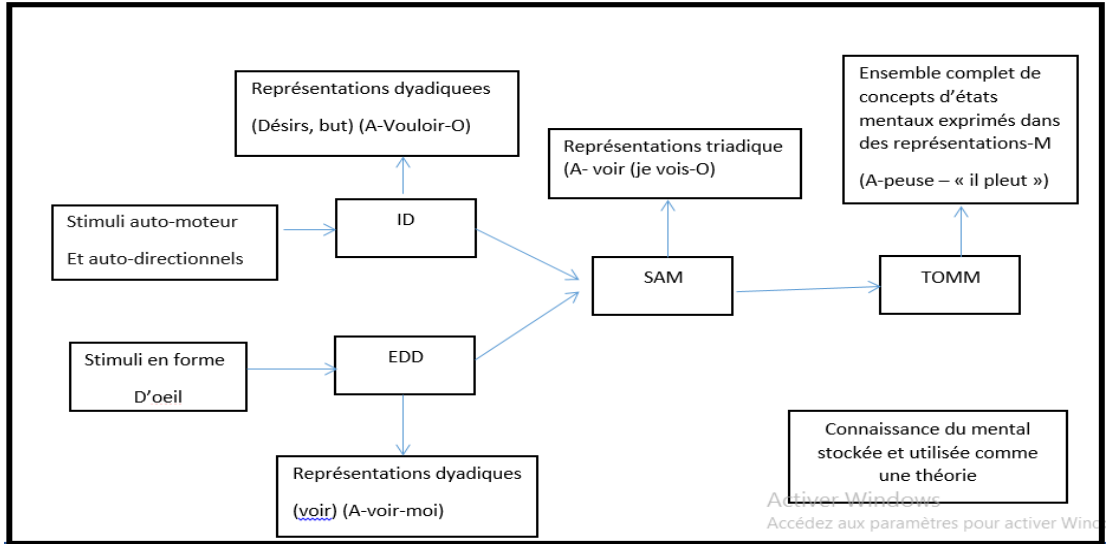 Représentations dyadiquees
(Désirs, but) (A-Vouloir-O)
Ensemble complet de
concepts d'états
mentaux exprimés dans
des représentations-M
(A-peuse – « il pleut »)
Représentations triadique
(A- voir (je vois-O)
Stimuli auto-moteur
Et auto-directionnels
ID
SAM
TOMM
Stimuli en forme
D'oeil
EDD
Représentations dyadiques
(voir) (A-voir-moi)
Connaissance du mental
stockée et utilisée comme
une théorie
Activer Windows
Accédez aux paramètres pour activer